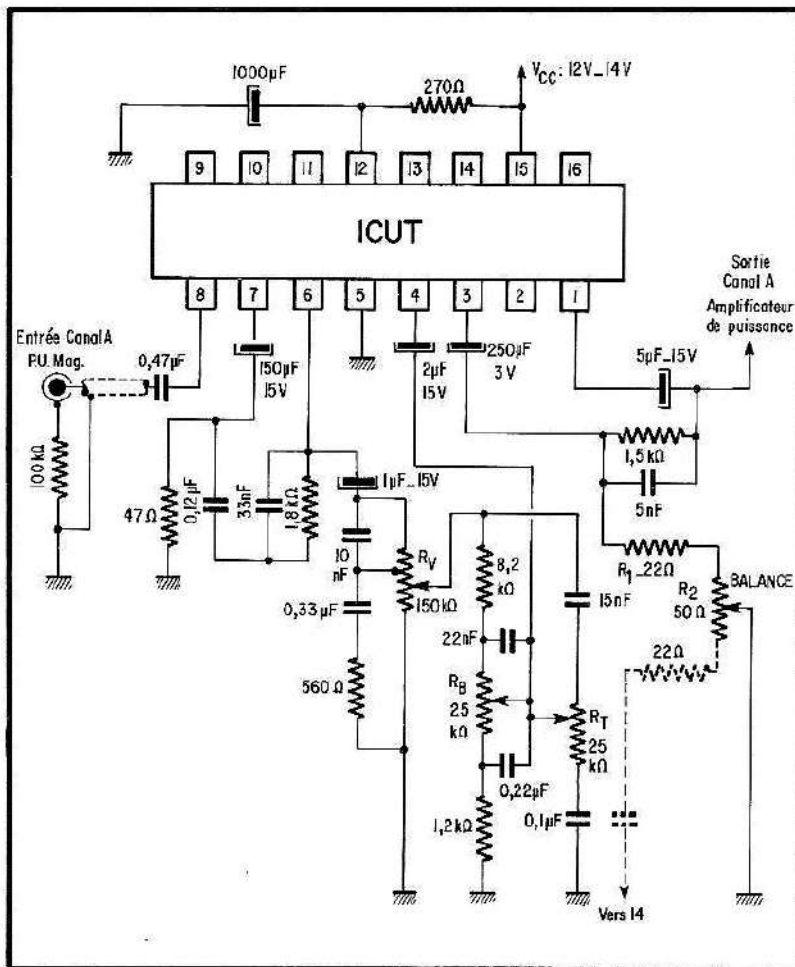 1000µF
270Ω
VCC : 12V_14V
9
10
11
12
13
14
15
16
ICUT
8
7
6
5
4
3
2
1
Sortie
Canal A
Amplificateur
de puissance
Entrée Canal A
P.U. Mag.
0,47µF
150µF
15V
2µF
15V
250µF
3V
5µF_15V
100kΩ
47Ω
0,12µF
33nF
1,8kΩ
1µF_15V
1,5kΩ
5nF
10
nF
RV
150kΩ
8,2
kΩ
15nF
R1_22Ω
R2
50Ω
BALANCE
0,33µF
22nF
22Ω
560Ω
RB
25
kΩ
RT
25
kΩ
0,22µF
1,2kΩ
0,1µF
Vers 14